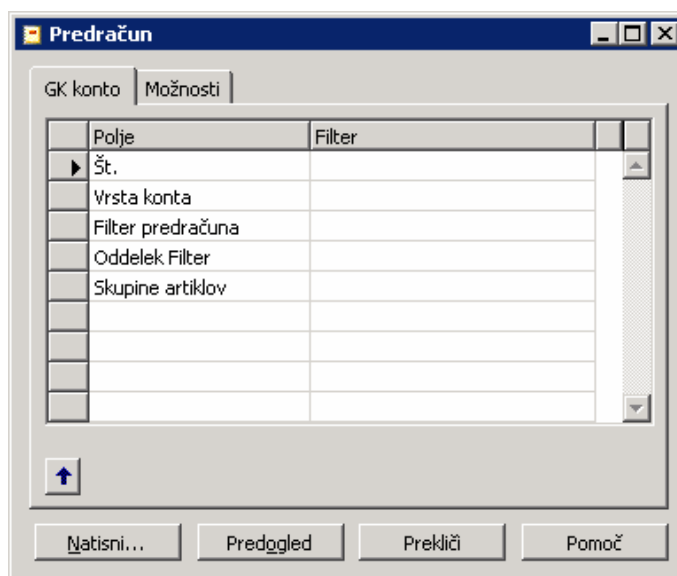 Predračun
GK konto Možnosti
Polje Filter
Št.
Vrsta konta
Filter predračuna
Oddelek Filter
Skupine artiklov
Natisni... Predogled Prekliči Pomoč